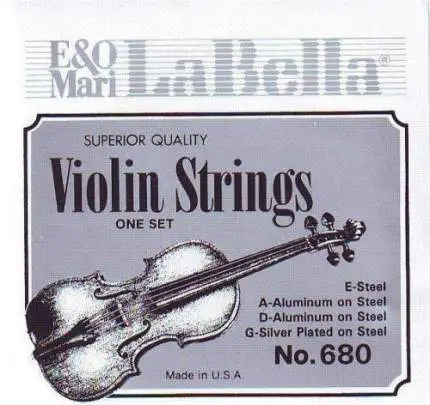 E&O
Mari LaBella®
SUPERIOR QUALITY
Violin Strings
ONE SET
E-Steel
A-Aluminum on Steel
D-Aluminum on Steel
G-Silver Plated on Steel
No.680
Made in U.S.A.